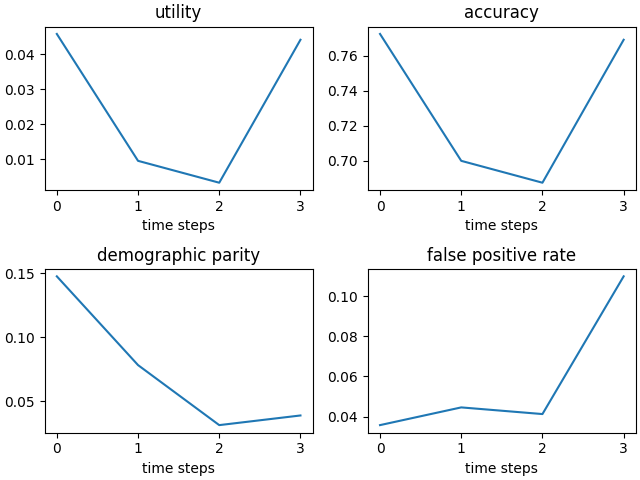 utility
accuracy
0.04
0.03
0.02
0.01
0 1 2 3
time steps
0.76
0.74
0.72
0.70
0 1 2 3
time steps
demographic parity
false positive rate
0.15
0.10
0.05
0 1 2 3
time steps
0.10
0.08
0.06
0.04
0 1 2 3
time steps